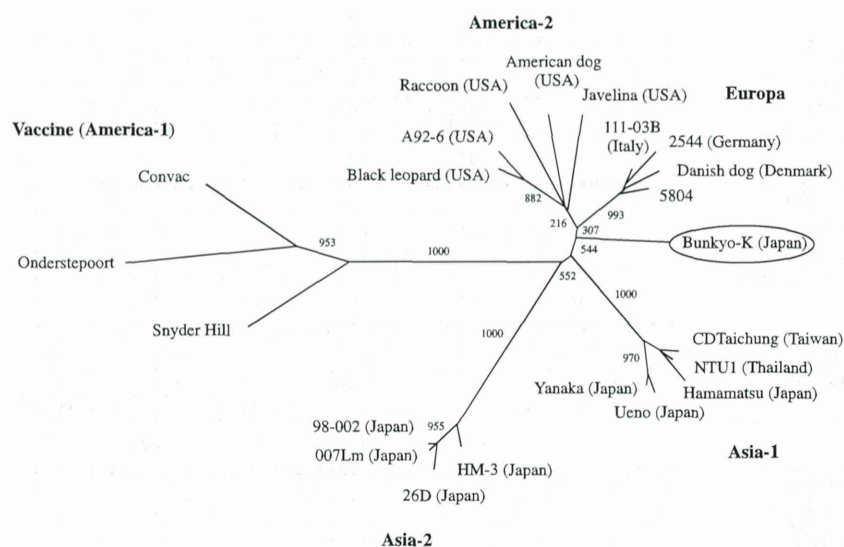 America-2
American dog
(USA)
Raccoon (USA)
Javelina (USA)
Europa
Vaccine (America-1)
111-03B
(Italy)
2544 (Germany)
A92-6 (USA)
Danish dog (Denmark)
Black leopard (USA)
Convac
5804
882
993
216
307
Bunkyo-K (Japan)
953
1000
544
Onderstepoort
552
1000
Snyder Hill
1000
CDTaichung (Taiwan)
970
NTU1 (Thailand)
Yanaka (Japan)
Hamamatsu (Japan)
Ueno (Japan)
98-002 (Japan)
955
Asia-1
007Lm (Japan)
HM-3 (Japan)
26D (Japan)
Asia-2